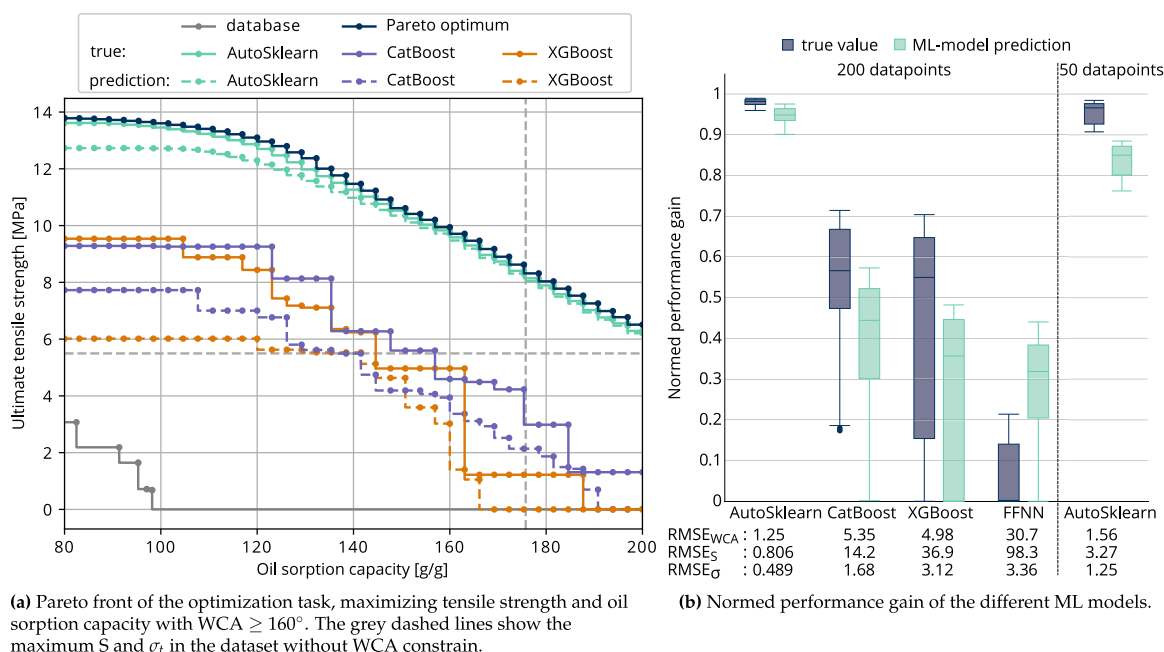 database Pareto optimum
true: AutoSklearn CatBoost XGBoost
prediction: AutoSklearn CatBoost XGBoost
14
12
10
8
6
4
2
0
Ultimate tensile strength [MPa]
80 100 120 140 160 180 200
Oil sorption capacity [g/g]
(a) Pareto front of the optimization task, maximizing tensile strength and oil
sorption capacity with WCA ≥ 160°. The grey dashed lines show the
maximum S and σt in the dataset without WCA constrain.
true value ML-model prediction
200 datapoints 50 datapoints
1
0.9
0.8
0.7
0.6
0.5
0.4
0.3
0.2
0.1
0
Normed performance gain
AutoSklearn CatBoost XGBoost FFNN AutoSklearn
RMSEWCA : 1.25 5.35 4.98 30.7 1.56
RMSES : 0.806 14.2 36.9 98.3 3.27
RMSEσ : 0.489 1.68 3.12 3.36 1.25
(b) Normed performance gain of the different ML models.